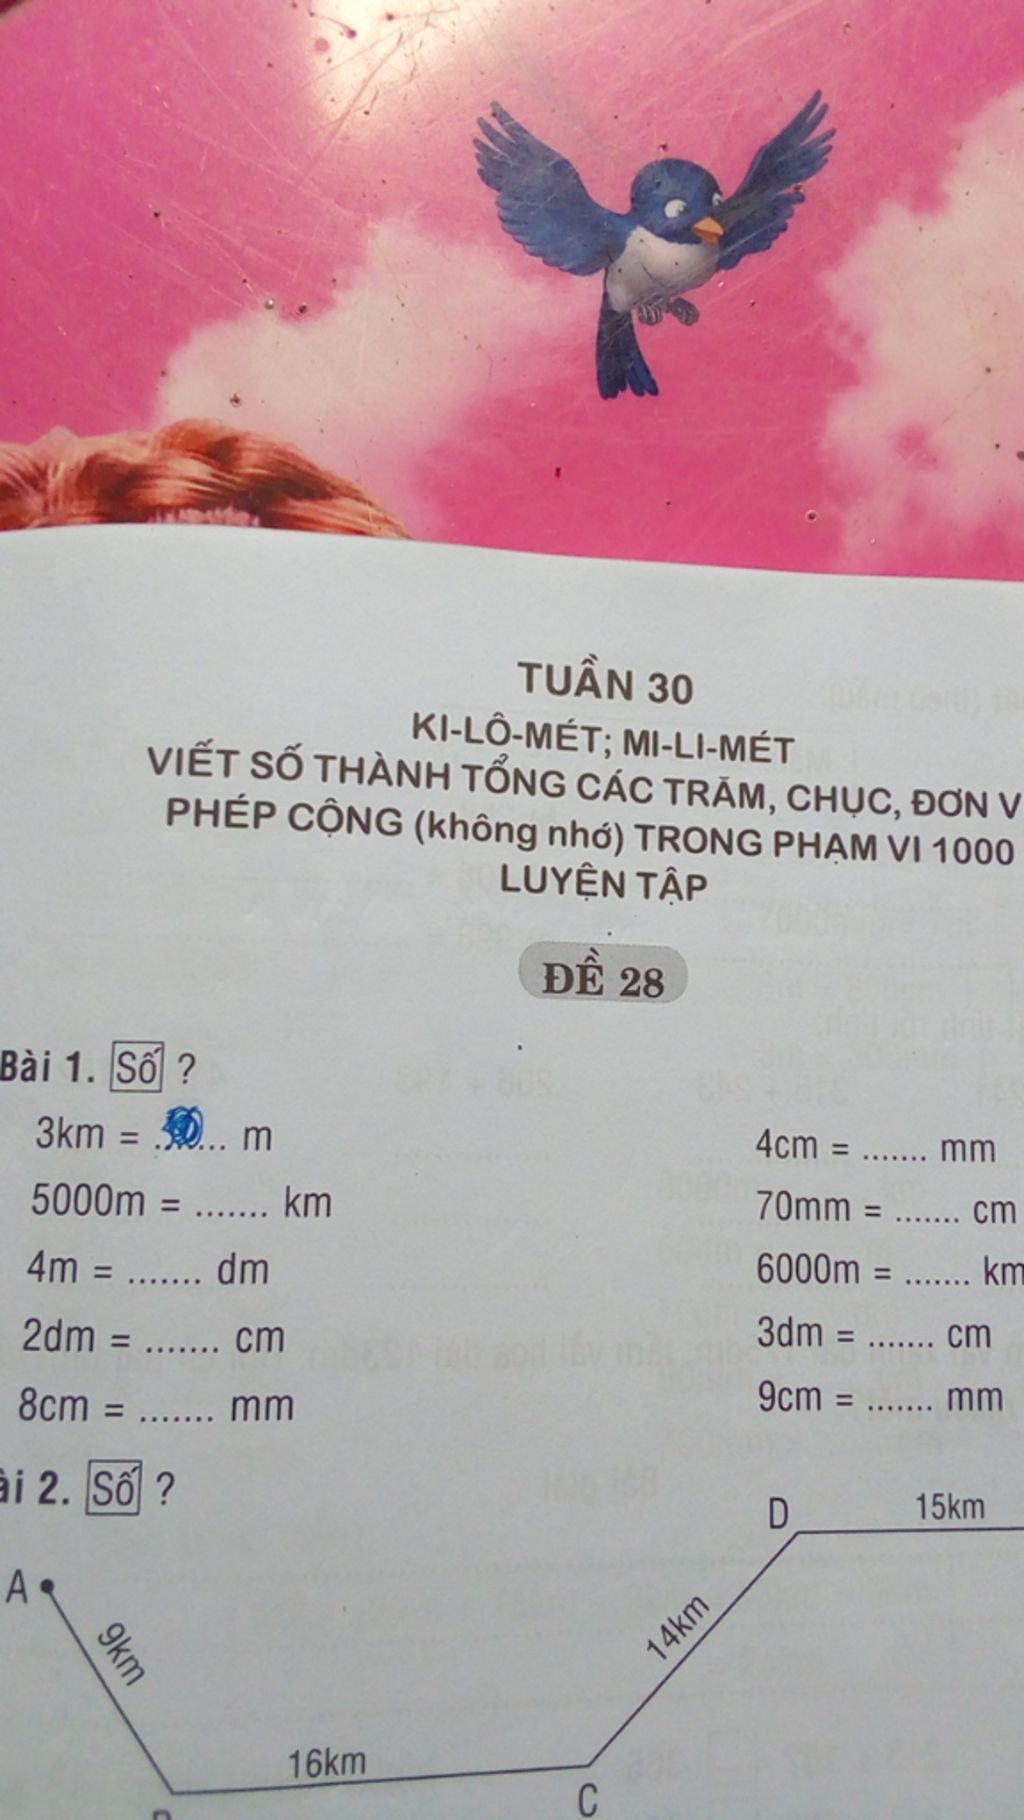 TUẦN 30
KI-LÔ-MÉT; MI-LI-MÉT
VIẾT SỐ THÀNH TỔNG CÁC TRĂM, CHỤC, ĐƠN V
PHÉP CỘNG (không nhớ) TRONG PHẠM VI 1000
LUYỆN TẬP
ĐỀ 28
Bài 1. Số ?
3km = ....... m
5000m = ....... km
4m = ....... dm
2dm = ....... cm
8cm = ....... mm
4cm = ....... mm
70mm = ....... cm
6000m = ....... km
3dm = ....... cm
9cm = ....... mm
ài 2. Số ?
D
15km
A
9km
14km
16km
C